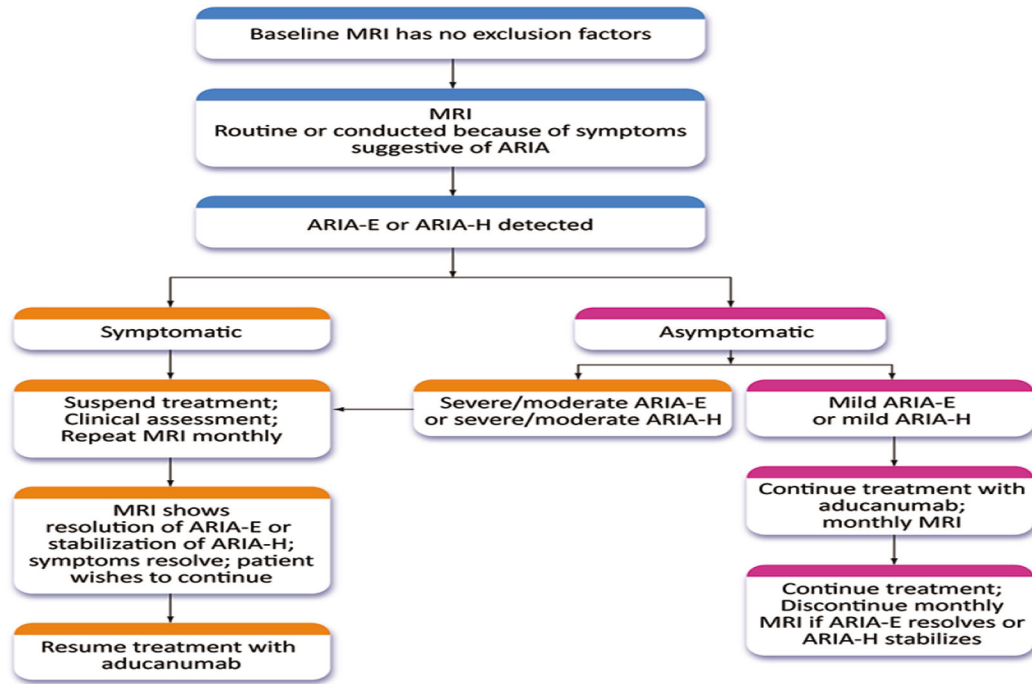 Baseline MRI has no exclusion factors
MRI
Routine or conducted because of symptoms
suggestive of ARIA
ARIA-E or ARIA-H detected
Symptomatic
Asymptomatic
Suspend treatment;
Clinical assessment;
Repeat MRI monthly
Severe/moderate ARIA-E
or severe/moderate ARIA-H
Mild ARIA-E
or mild ARIA-H
MRI shows
resolution of ARIA-E or
stabilization of ARIA-H;
symptoms resolve; patient
wishes to continue
Continue treatment with
aducanumab;
monthly MRI
Resume treatment with
aducanumab
Continue treatment;
Discontinue monthly
MRI if ARIA-E resolves or
ARIA-H stabilizes